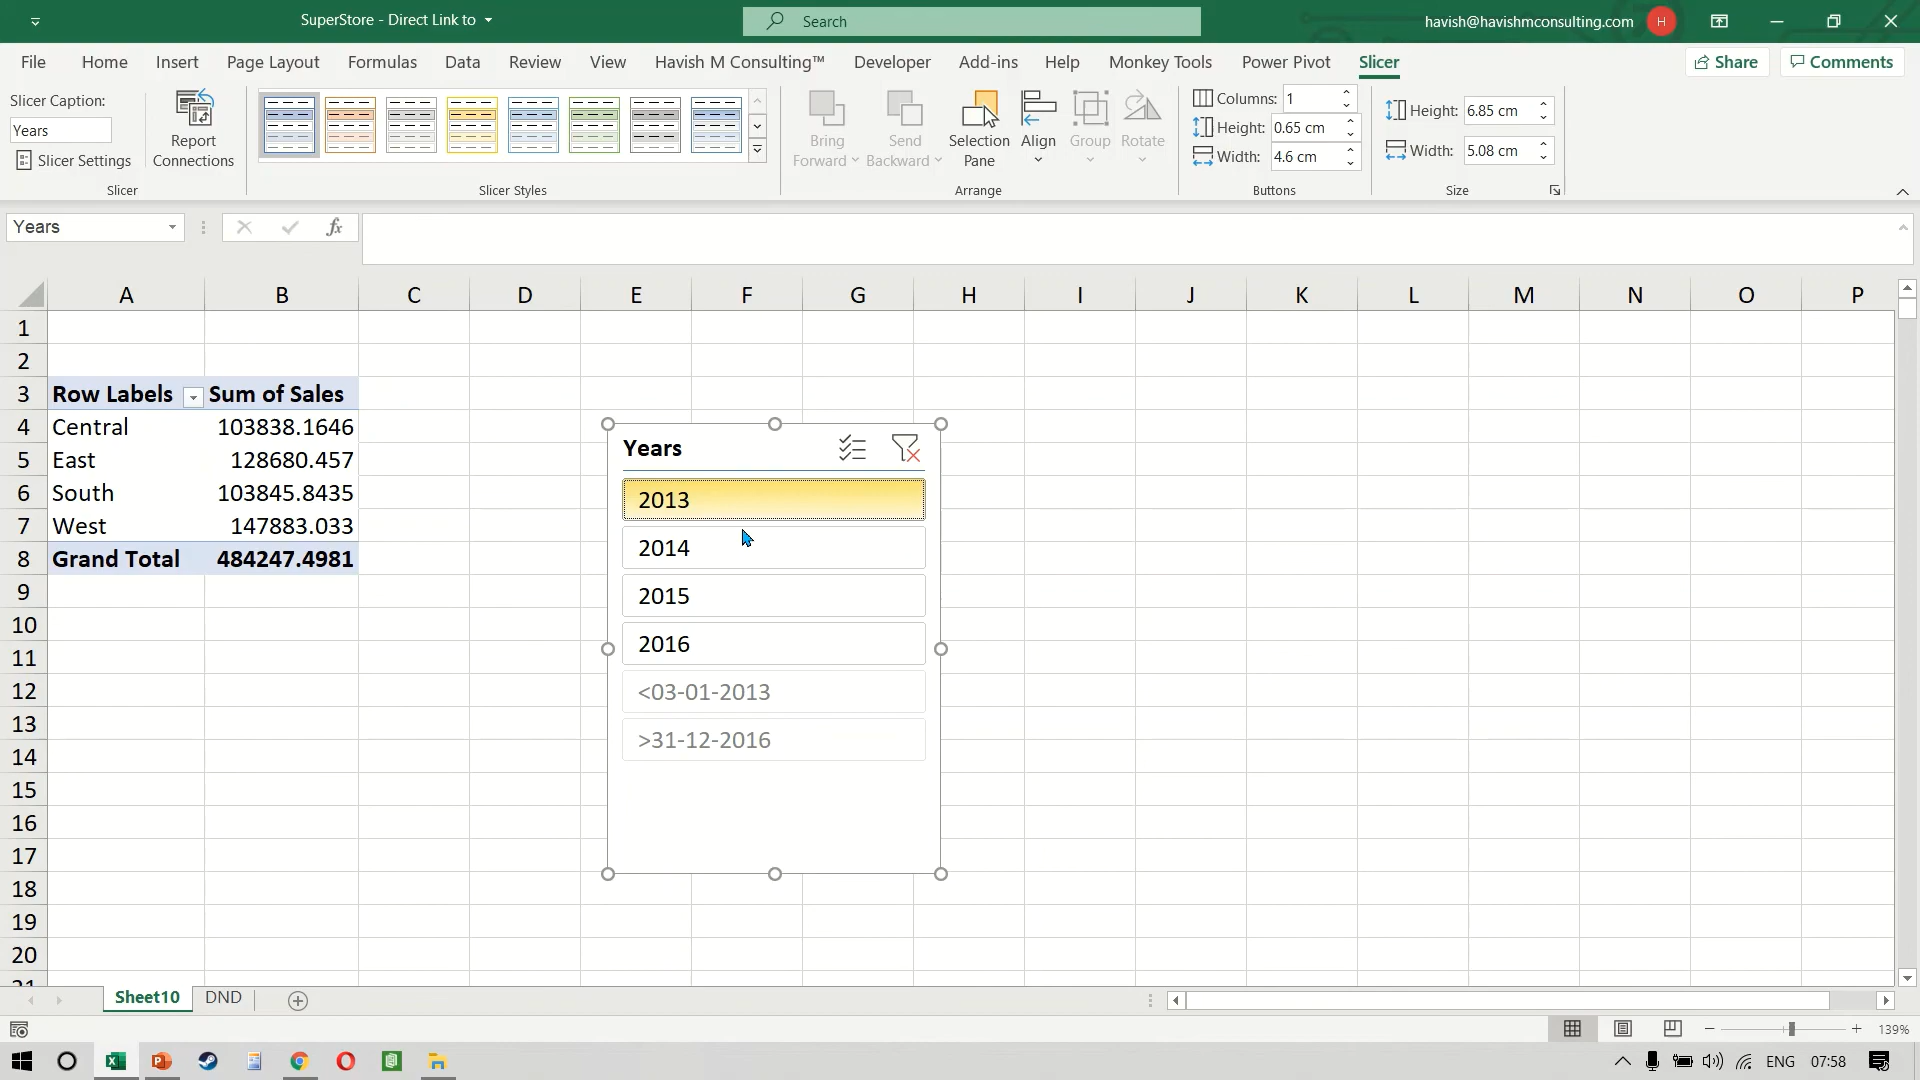 SuperStore - Direct Link to
Search
havish@havishmconsulting.com
H
File Home Insert Page Layout Formulas Data Review View Havish M Consulting™ Developer Add-ins Help Monkey Tools Power Pivot Slicer Share Comments
Slicer Caption:
Years
Slicer Settings
Report
Connections
Slicer
Slicer Styles
Bring
Forward
Send
Backward
Selection
Pane
Align
Group
Rotate
Arrange
Columns: 1
Height: 0.65 cm
Width: 4.6 cm
Buttons
Height: 6.85 cm
Width: 5.08 cm
Size
Years
fx
A B C D E F G H I J K L M N O P
1
2
3 Row Labels Sum of Sales
4 Central 103838.1646
5 East 128680.457
6 South 103845.8435
7 West 147883.033
8 Grand Total 484247.4981
9
10
11
12
13
14
15
16
17
18
19
20
21
Years
2013
2014
2015
2016
<03-01-2013
>31-12-2016
Sheet10 DND
139%
ENG 07:58